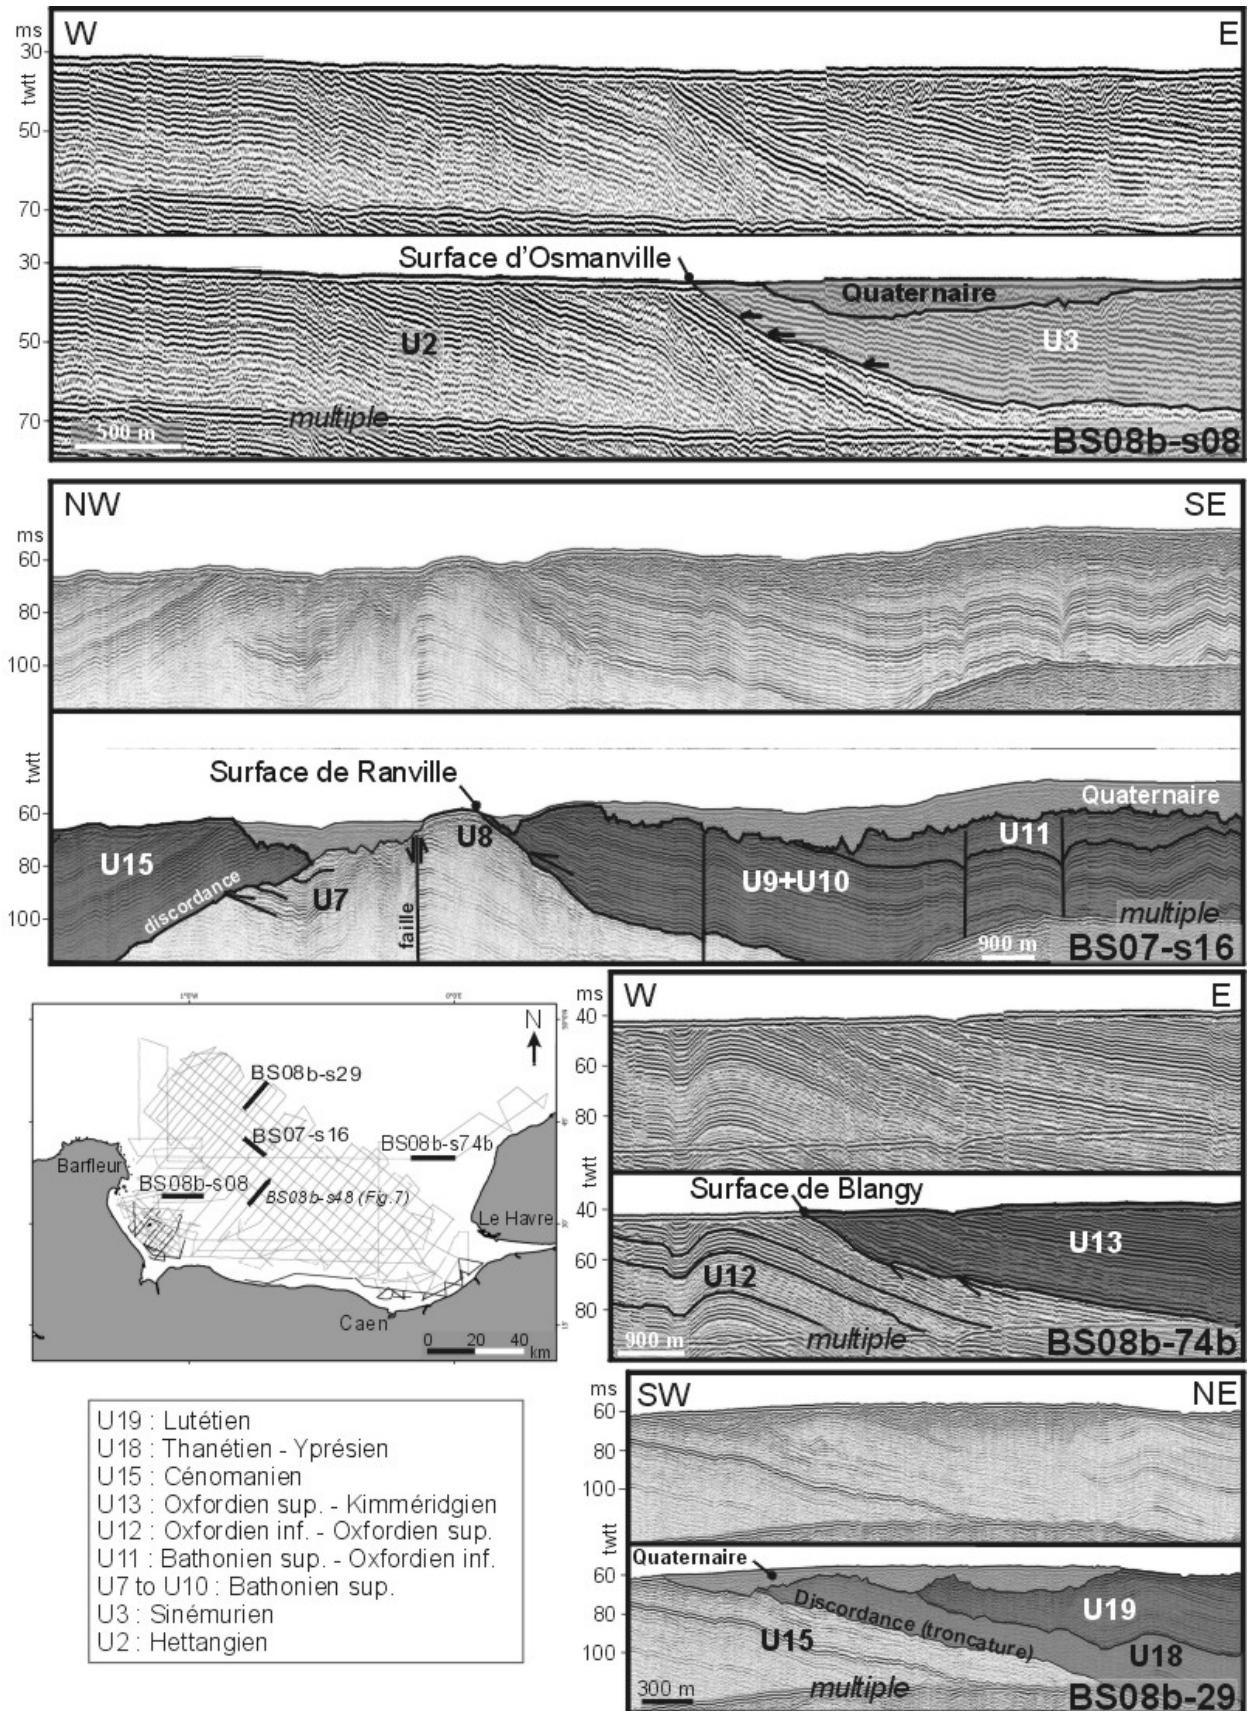 W
E
ms
30
twtt
50
70
30
Surface d'Osmanville
Quaternaire
U2
U3
50
70
multiple
500 m
BS08b-s08
NW
SE
ms
60
80
100
twtt
Surface de Ranville
Quaternaire
60
U8
U11
U15
80
U9+U10
discordance
U7
100
faille
multiple
900 m
BS07-s16
W
E
ms
40
60
80
twtt
Surface de Blangy
40
U13
60
U12
80
multiple
900 m
BS08b-74b
1°W
0°0
N
BS08b-s29
BS07-s16
BS08b-s74b
Barfleur
BS08b-s08
BS08b-s48 (Fig.7)
Le Havre
Caen
0 20 40
km
SW
NE
ms
60
80
100
twtt
Quaternaire
60
Discordance (troncature)
U19
80
U15
U18
100
multiple
300 m
BS08b-29
U19 : Lutétien
U18 : Thanétien - Yprésien
U15 : Cénomanien
U13 : Oxfordien sup. - Kimméridgien
U12 : Oxfordien inf. - Oxfordien sup.
U11 : Bathonien sup. - Oxfordien inf.
U7 to U10 : Bathonien sup.
U3 : Sinémurien
U2 : Hettangien